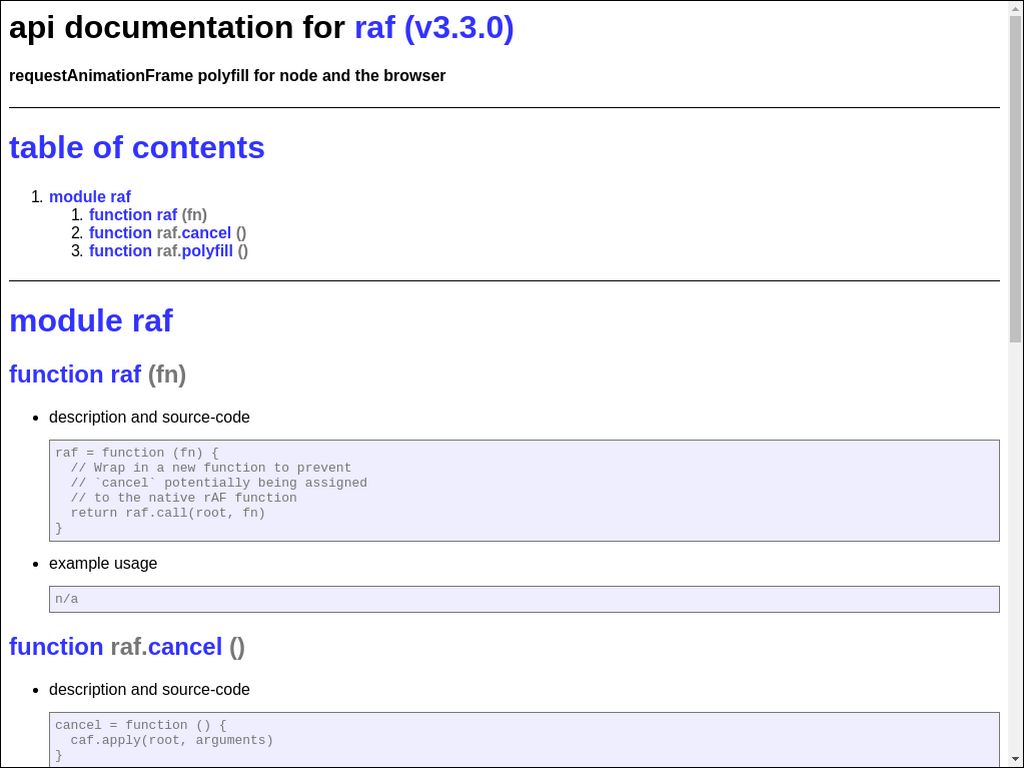 api documentation for raf (v3.3.0)
requestAnimationFrame polyfill for node and the browser
table of contents
1. module raf
1. function raf (fn)
2. function raf.cancel ()
3. function raf.polyfill ()
module raf
function raf (fn)
• description and source-code
raf = function (fn) {
  // Wrap in a new function to prevent
  // `cancel` potentially being assigned
  // to the native rAF function
  return raf.call(root, fn)
}
• example usage
n/a
function raf.cancel ()
• description and source-code
cancel = function () {
  caf.apply(root, arguments)
}